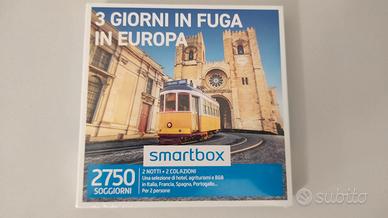 3 GIORNI IN FUGA
IN EUROPA
smartbox
2750
SOGGIORNI
2 NOTTI + 2 COLAZIONI
Una selezione di hotel, agriturismi e B&B
in Italia, Francia, Spagna, Portogallo...
Per 2 persone
subito